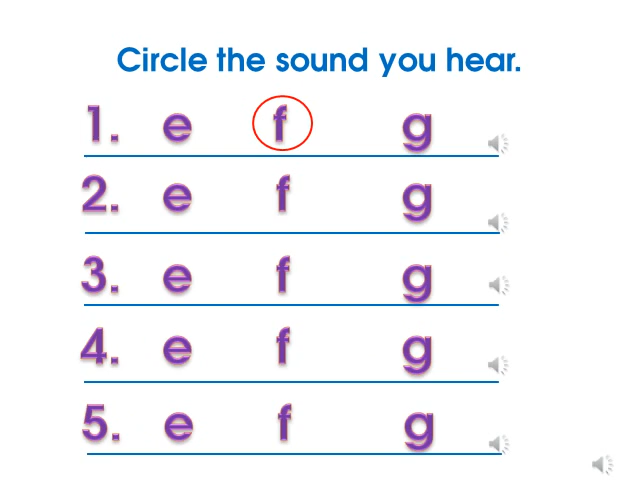 Circle the sound you hear.
1. e f g
2. e f g
3. e f g
4. e f g
5. e f g